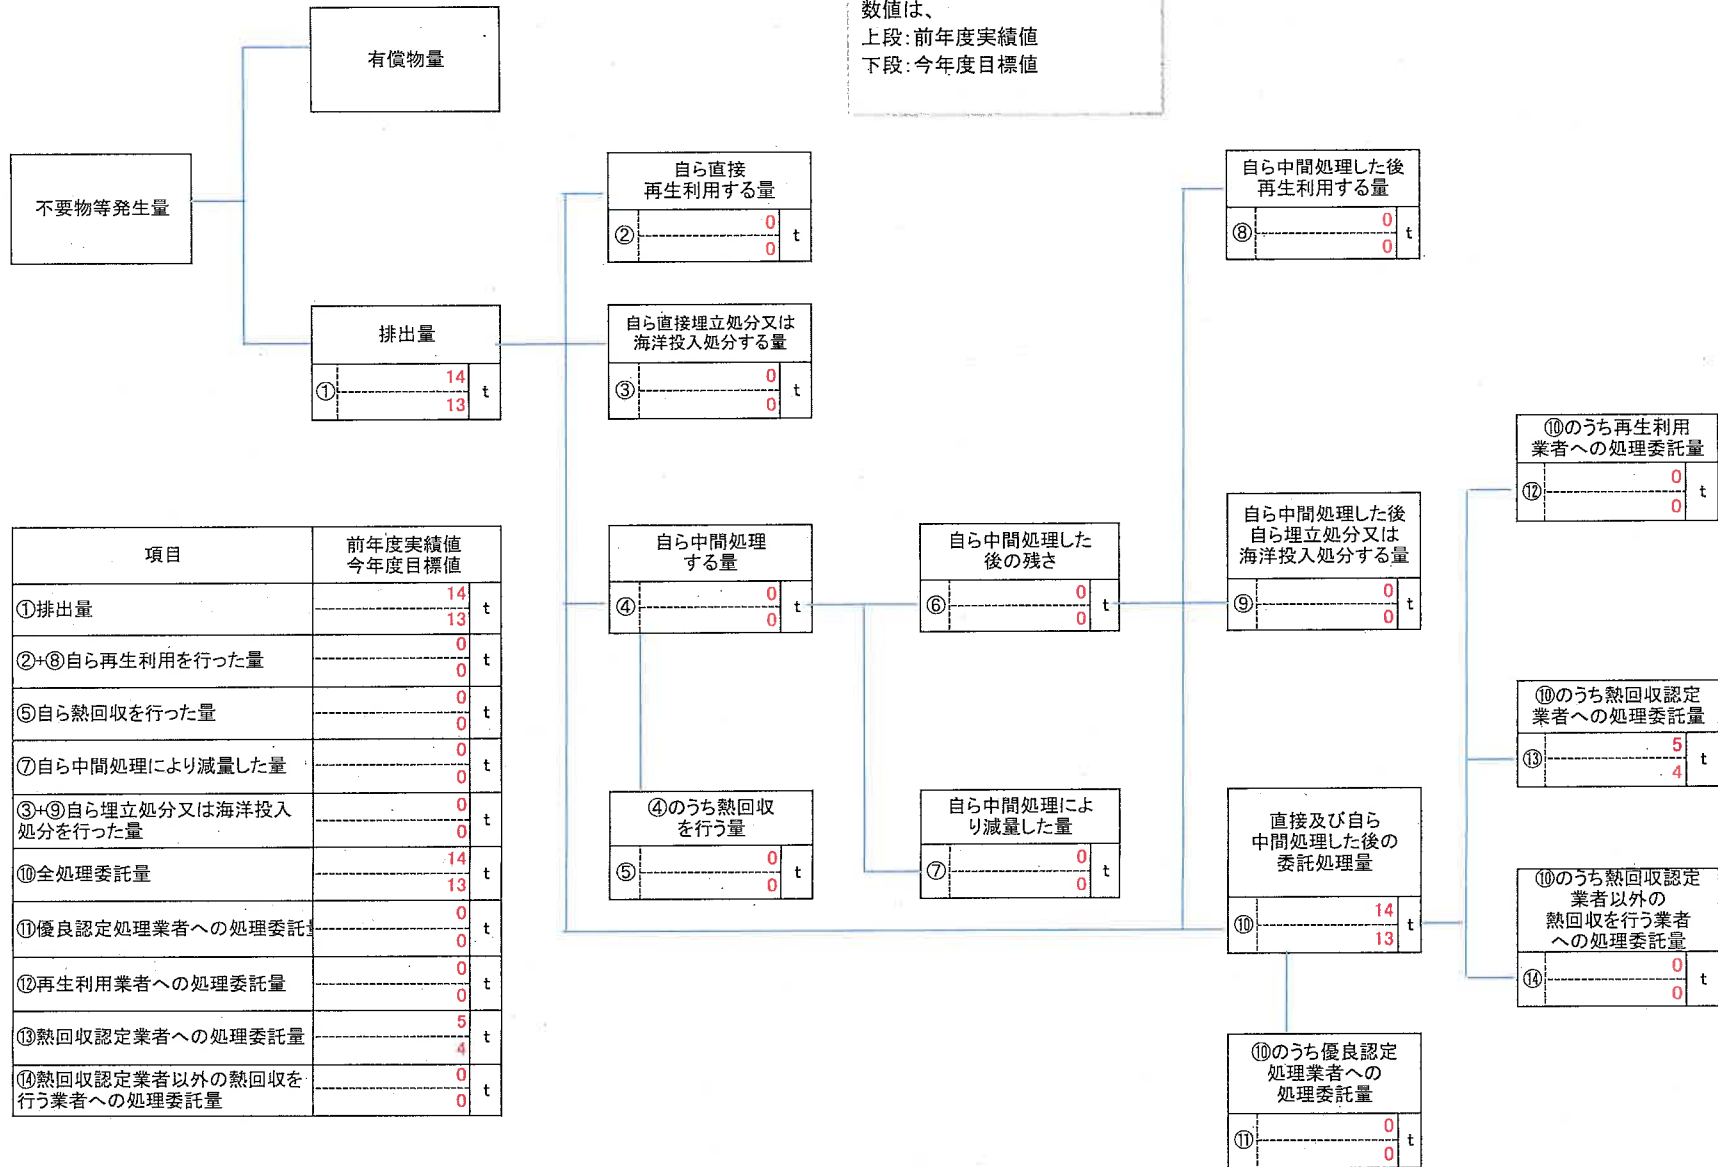 数値は、
上段:前年度実績値
下段:今年度目標値
有償物量
不要物等発生量
排出量
① 14 t
13
自ら直接
再生利用する量
② 0 t
0
自ら直接埋立処分又は
海洋投入処分する量
③ 0 t
0
自ら中間処理
する量
④ 0 t
0
④のうち熱回収
を行う量
⑤ 0 t
0
自ら中間処理した
後の残さ
⑥ 0 t
0
自ら中間処理によ
り減量した量
⑦ 0 t
0
自ら中間処理した後
再生利用する量
⑧ 0 t
0
自ら中間処理した後
自ら埋立処分又は
海洋投入処分する量
⑨ 0 t
0
直接及び自ら
中間処理した後の
委託処理量
⑩ 14 t
13
⑩のうち優良認定
処理業者への
処理委託量
⑪ 0 t
0
⑩のうち再生利用
業者への処理委託量
⑫ 0 t
0
⑩のうち熱回収認定
業者への処理委託量
⑬ 5 t
4
⑩のうち熱回収認定
業者以外の
熱回収を行う業者
への処理委託量
⑭ 0 t
0
項目 前年度実績値
今年度目標値
①排出量 14 t
13
②+⑧自ら再生利用を行った量 0 t
0
⑤自ら熱回収を行った量 0 t
0
⑦自ら中間処理により減量した量 0 t
0
③+⑨自ら埋立処分又は海洋投入
処分を行った量 0 t
0
⑩全処理委託量 14 t
13
⑪優良認定処理業者への処理委託 0 t
0
⑫再生利用業者への処理委託量 0 t
0
⑬熱回収認定業者への処理委託量 5 t
4
⑭熱回収認定業者以外の熱回収を
行う業者への処理委託量 0 t
0